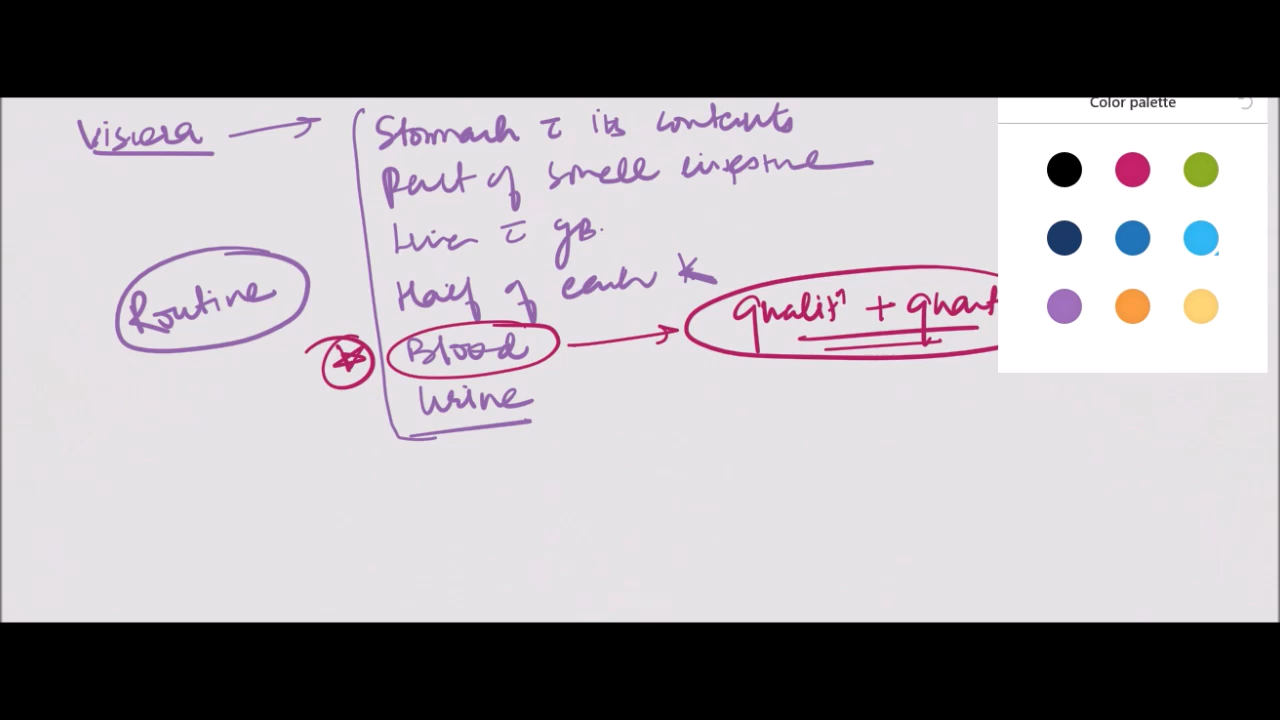 Color palette
Viscera → Stomach c̄ its contents
Part of small intestine
Liver c̄ gB.
Half of each K
Routine
qualitⁿ + quant
Blood →
Urine